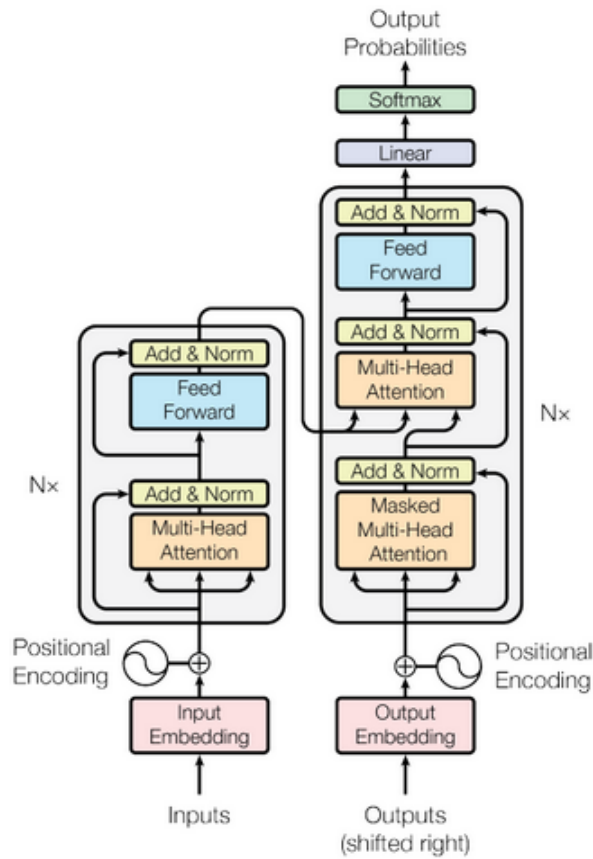 Output
Probabilities
Softmax
Linear
Add & Norm
Feed
Forward
Add & Norm
Multi-Head
Attention
Add & Norm
Masked
Multi-Head
Attention
N×
Add & Norm
Feed
Forward
Add & Norm
Multi-Head
Attention
N×
Positional
Encoding
Positional
Encoding
Input
Embedding
Output
Embedding
Inputs
Outputs
(shifted right)